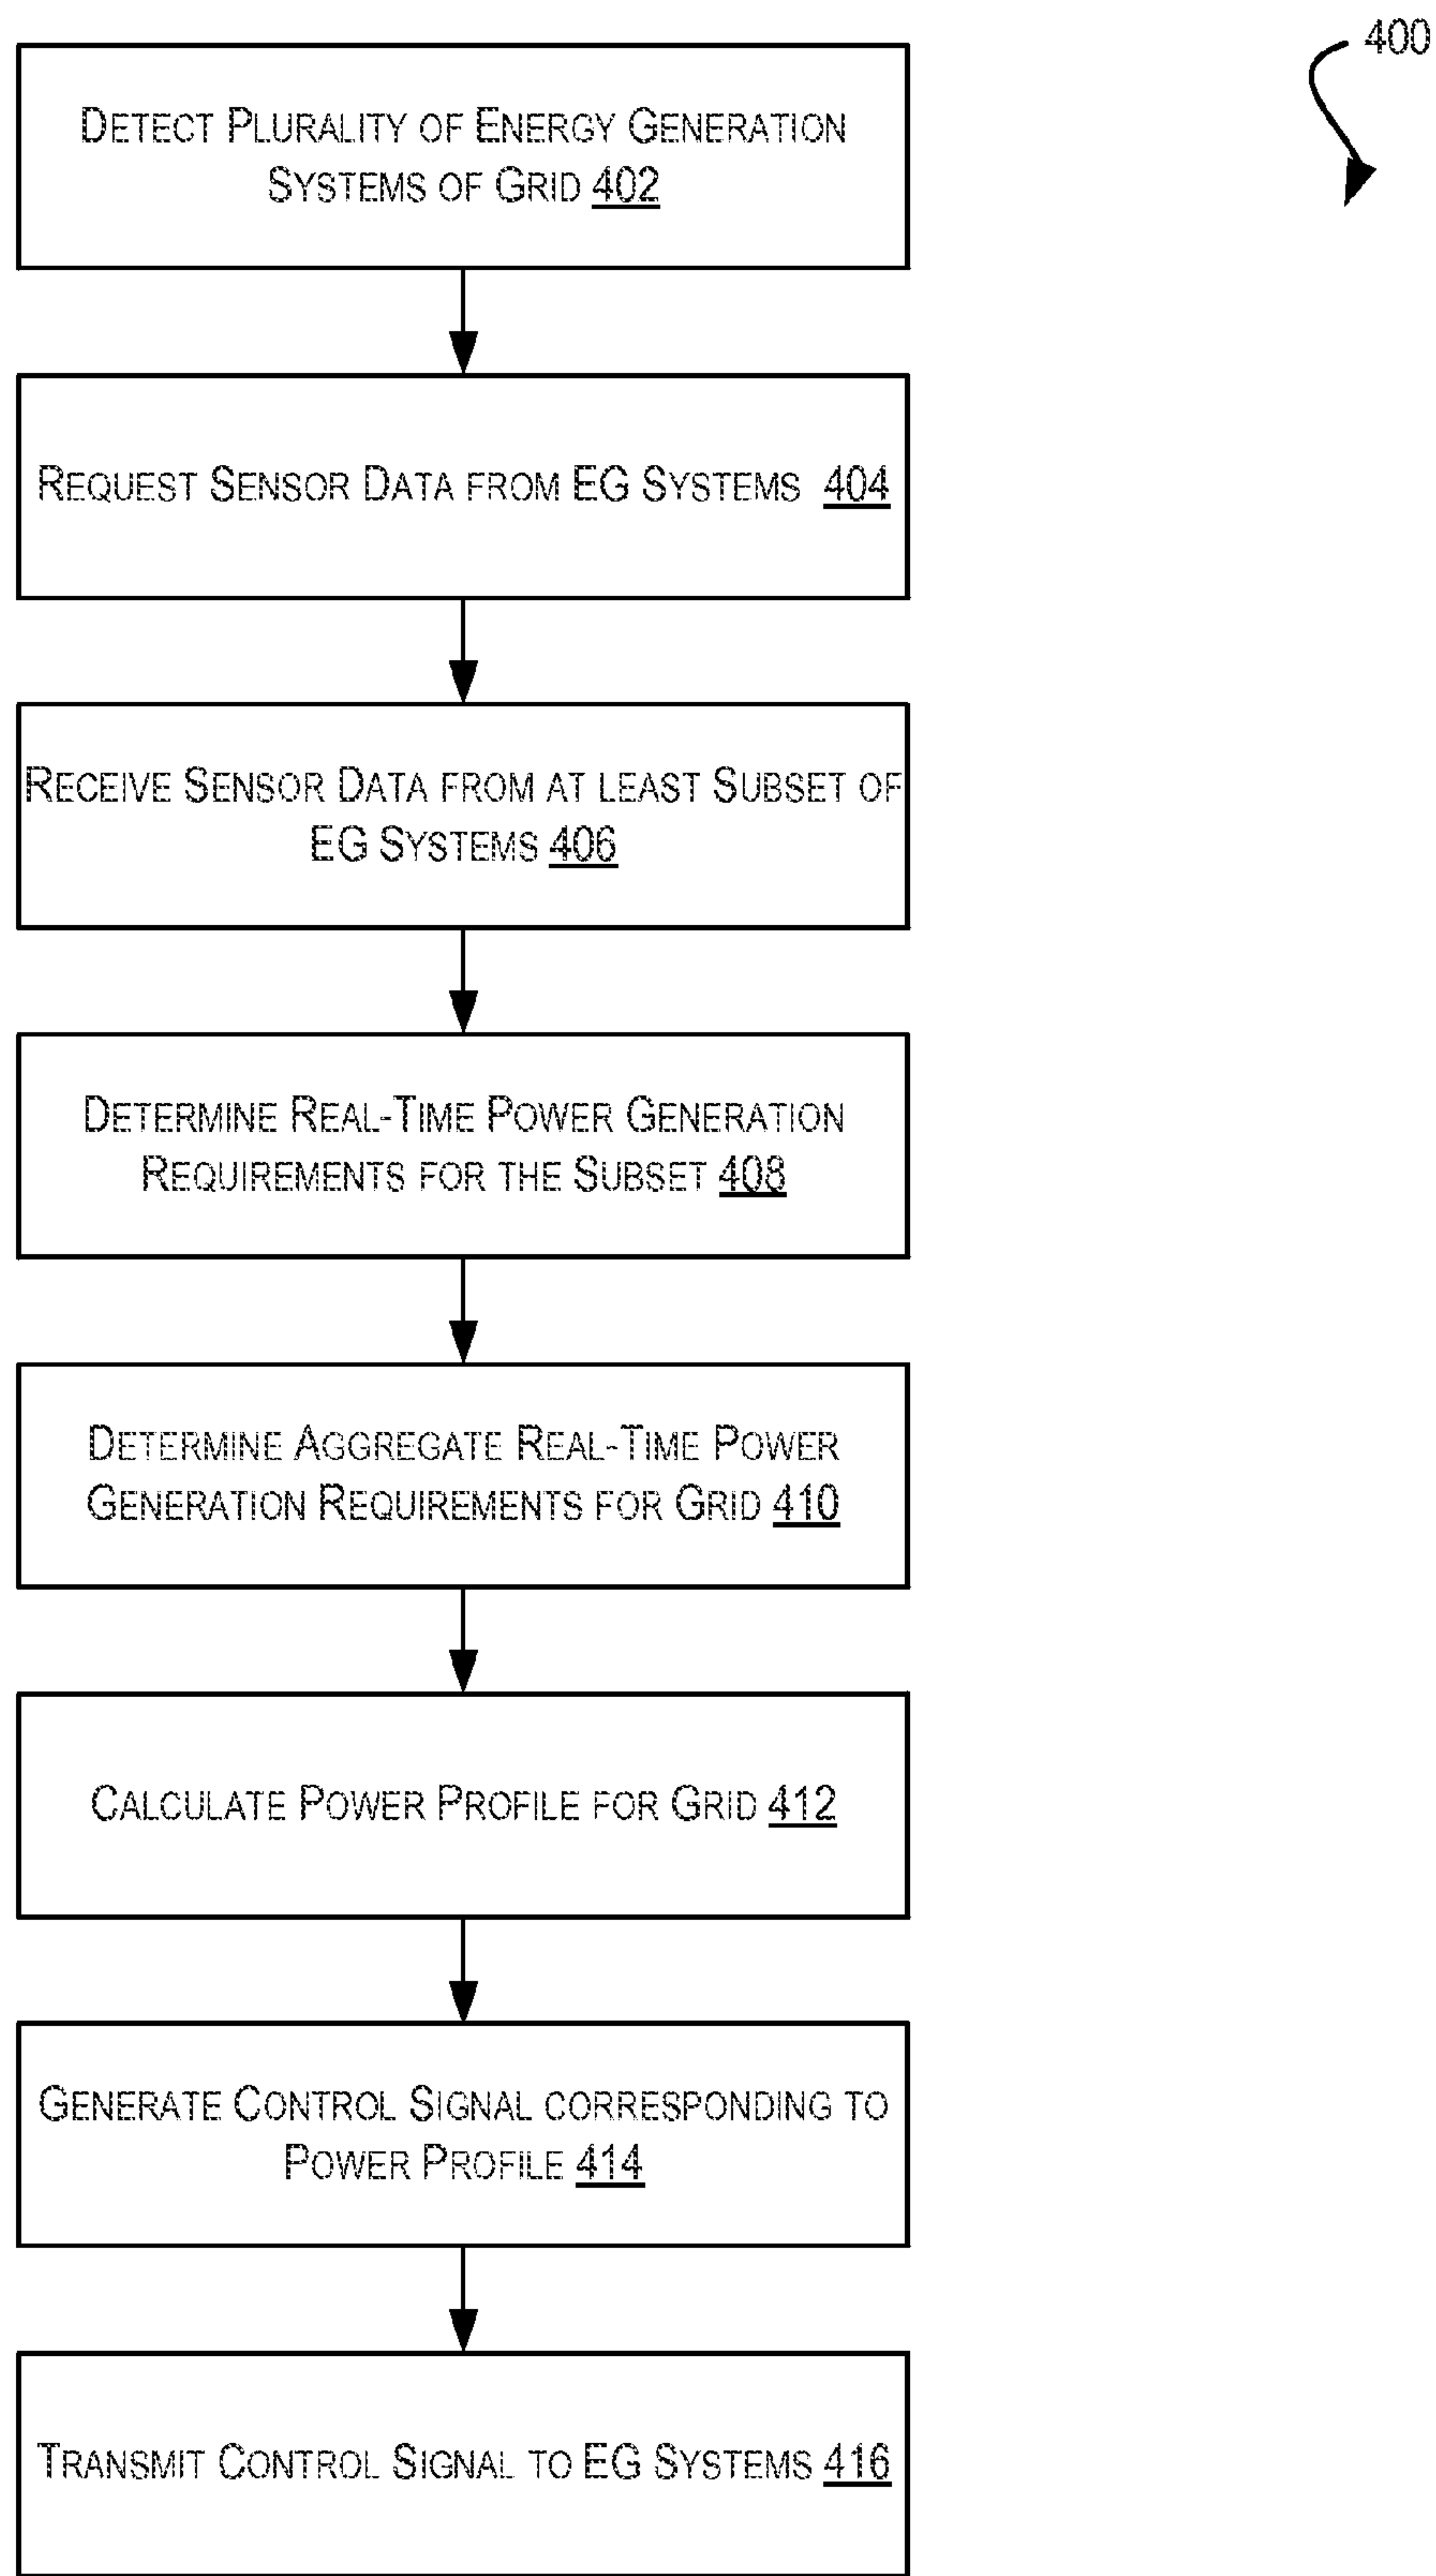 400
DETECT PLURALITY OF ENERGY GENERATION
SYSTEMS OF GRID 402
REQUEST SENSOR DATA FROM EG SYSTEMS 404
RECEIVE SENSOR DATA FROM AT LEAST SUBSET OF
EG SYSTEMS 406
DETERMINE REAL-TIME POWER GENERATION
REQUIREMENTS FOR THE SUBSET 408
DETERMINE AGGREGATE REAL-TIME POWER
GENERATION REQUIREMENTS FOR GRID 410
CALCULATE POWER PROFILE FOR GRID 412
GENERATE CONTROL SIGNAL CORRESPONDING TO
POWER PROFILE 414
TRANSMIT CONTROL SIGNAL TO EG SYSTEMS 416